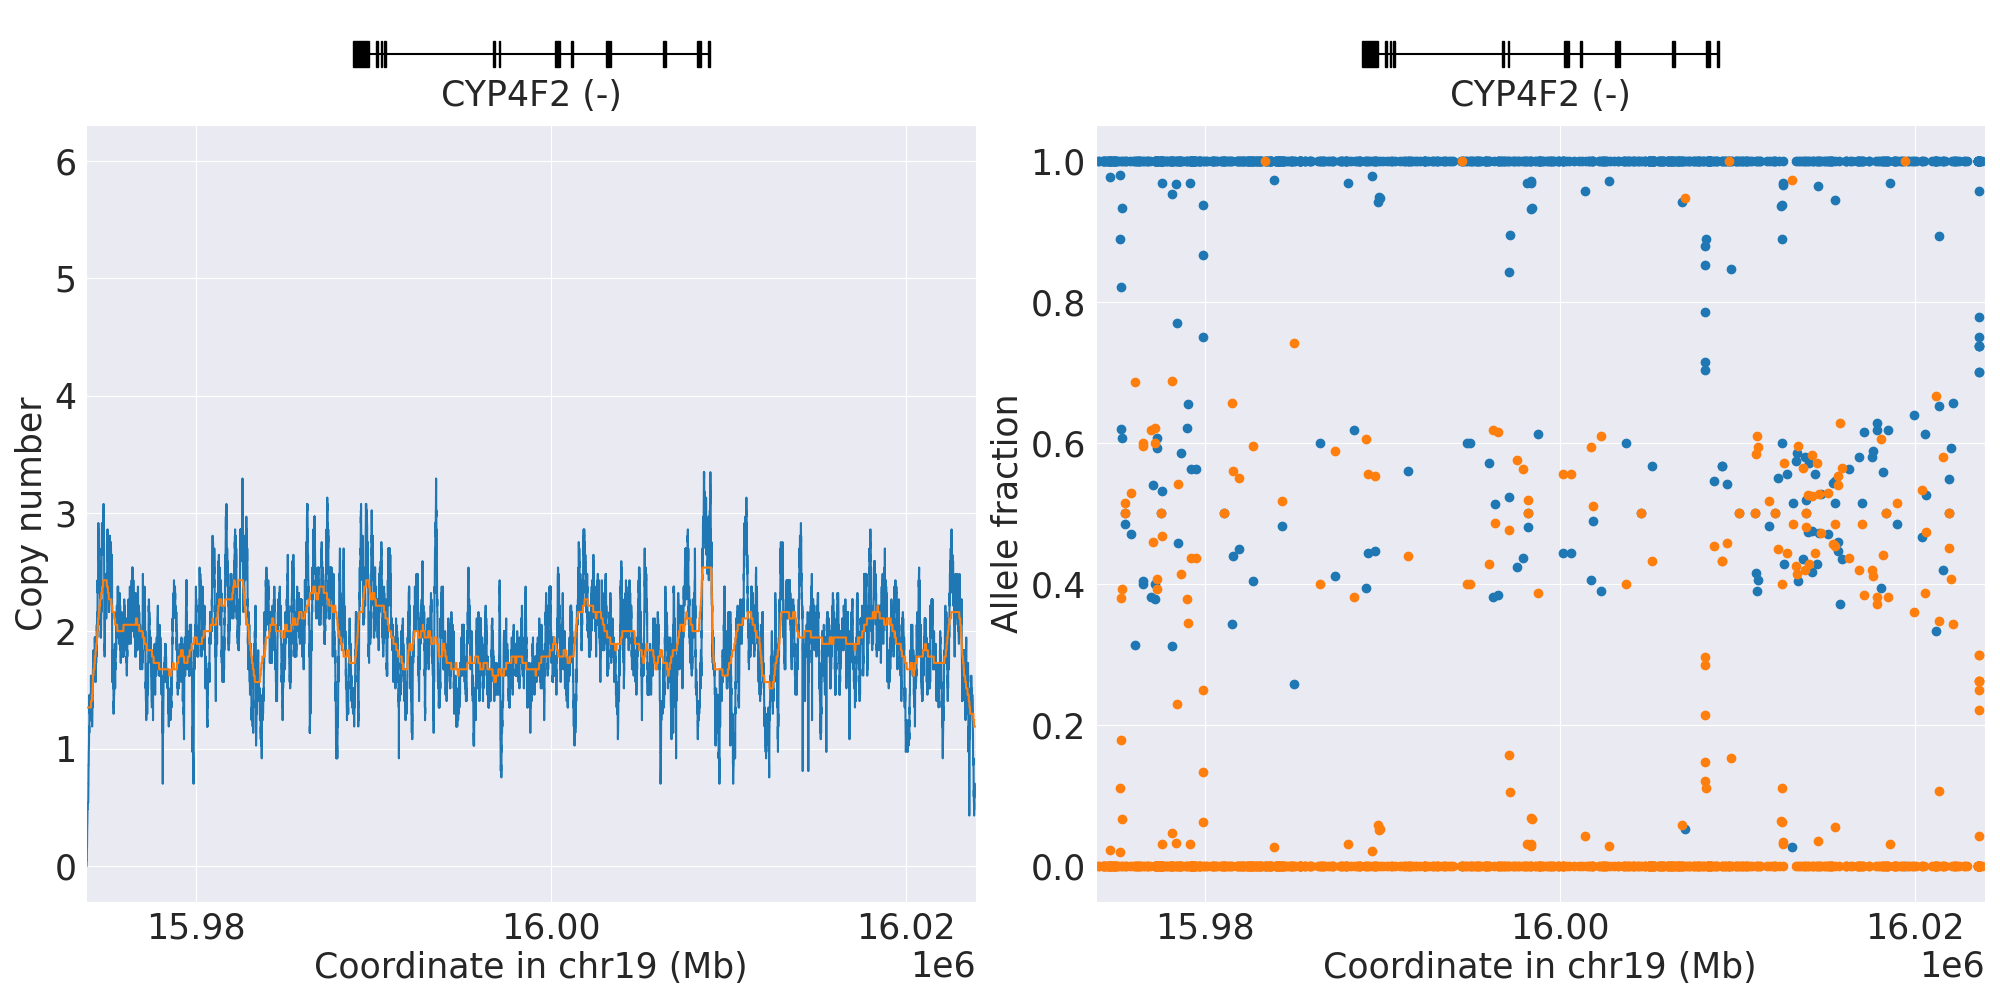 CYP4F2 (-)
CYP4F2 (-)
6
5
4
3
2
1
0
Copy number
15.98
16.00
16.02
Coordinate in chr19 (Mb)
1e6
1.0
0.8
0.6
0.4
0.2
0.0
Allele fraction
15.98
16.00
16.02
Coordinate in chr19 (Mb)
1e6